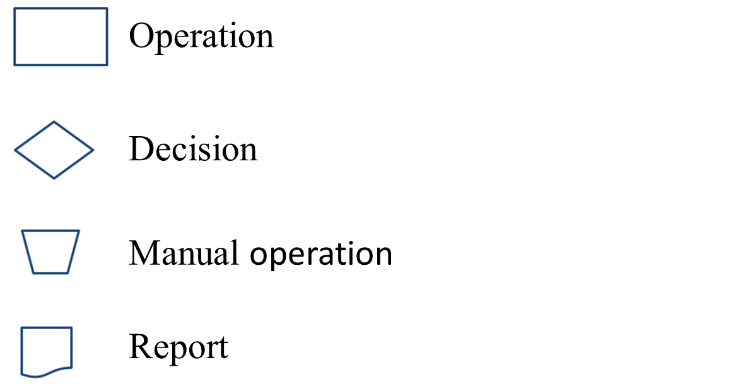 Operation
Decision
Manual operation
Report